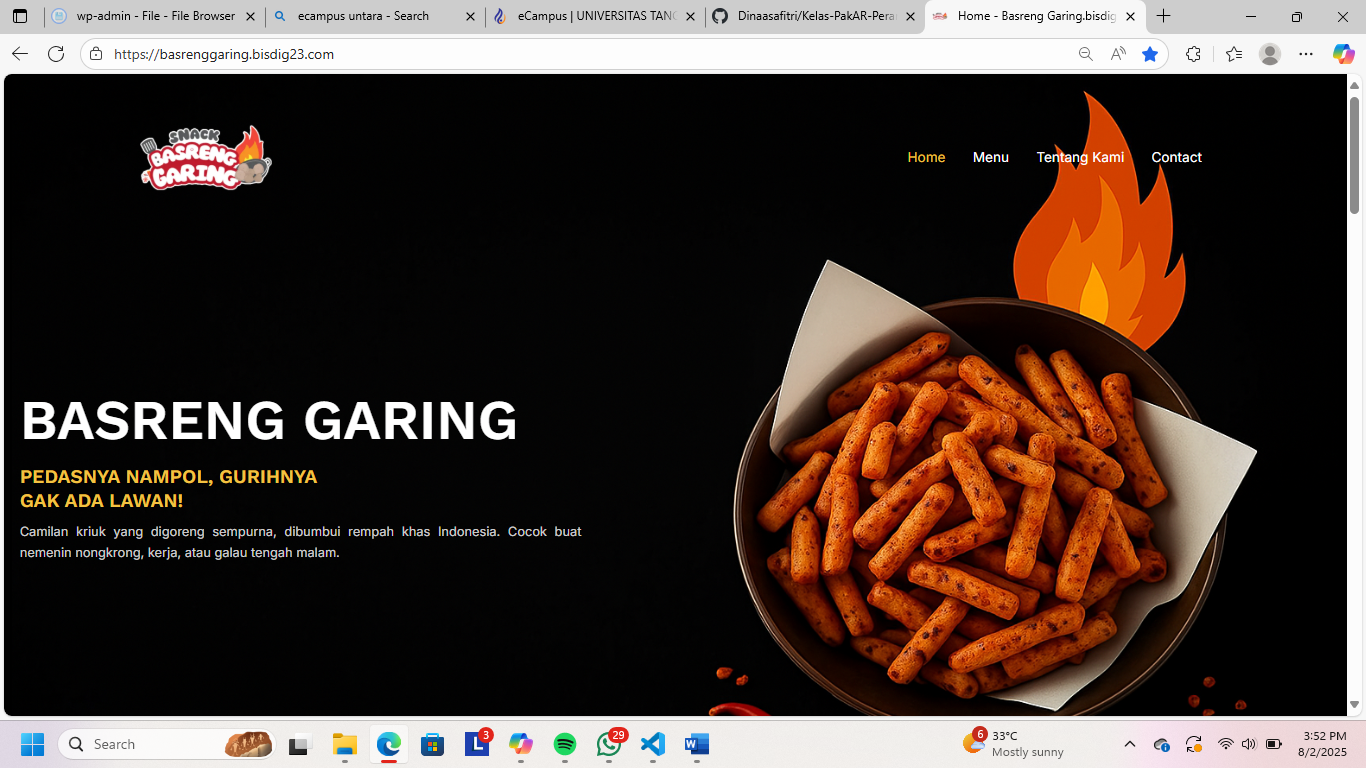 wp-admin - File - File Browser
ecampus untara - Search
eCampus | UNIVERSITAS TANG
Dinaasafitri/Kelas-PakAR-Pera
Home - Basreng Garing.bisdig
https://basrenggaring.bisdig23.com
SNACK
BASRENG
GARING
Home
Menu
Tentang Kami
Contact
BASRENG GARING
PEDASNYA NAMPOL, GURIHNYA
GAK ADA LAWAN!
Camilan kriuk yang digoreng sempurna, dibumbui rempah khas Indonesia. Cocok buat
nemenin nongkrong, kerja, atau galau tengah malam.
Search
L
3
29
W
6
33°C
Mostly sunny
3:52 PM
8/2/2025